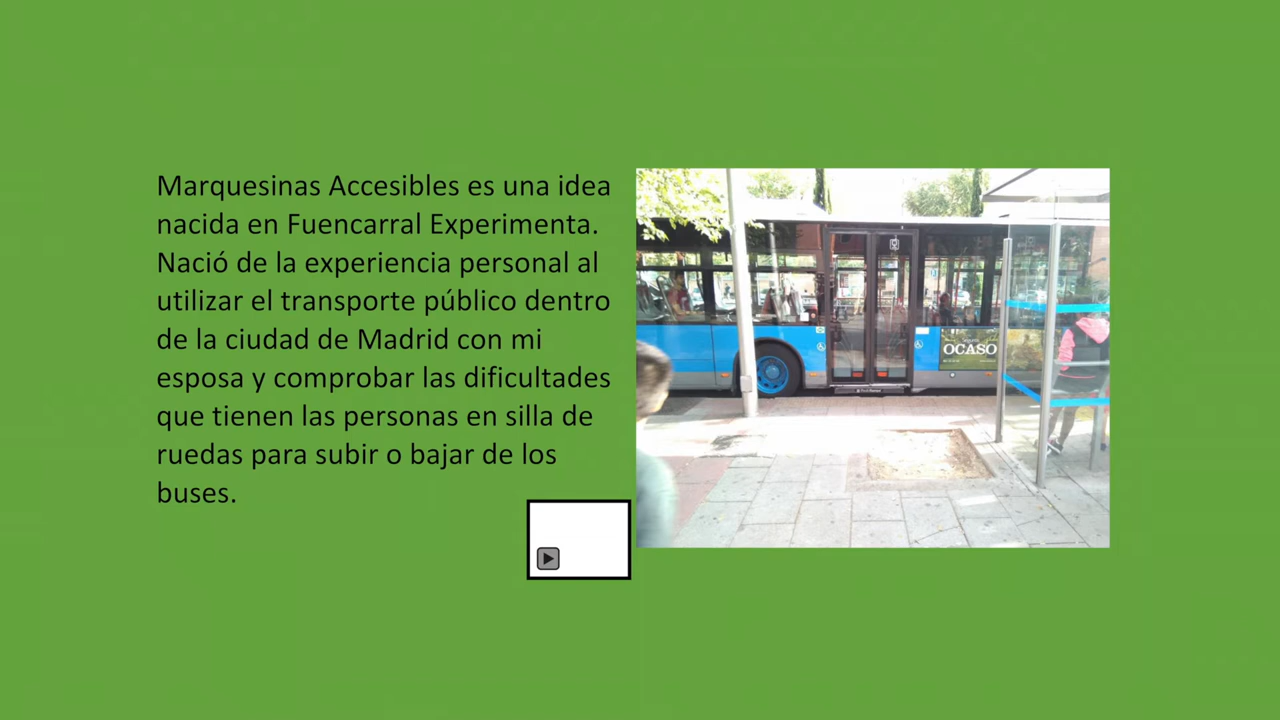 Marquesinas Accesibles es una idea
nacida en Fuencarral Experimenta.
Nació de la experiencia personal al
utilizar el transporte público dentro
de la ciudad de Madrid con mi
esposa y comprobar las dificultades
que tienen las personas en silla de
ruedas para subir o bajar de los
buses.
OCASO